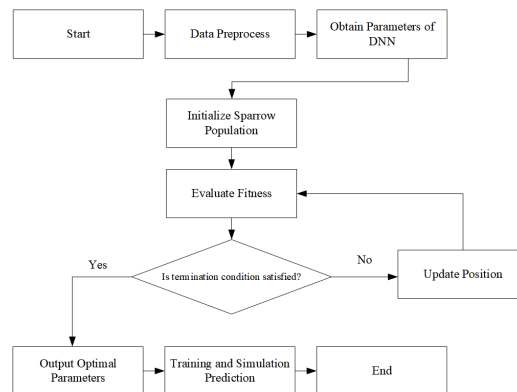 Start
Data Preprocess
Obtain Parameters of
DNN
Initialize Sparrow
Population
Evaluate Fitness
Is termination condition satisfied?
Yes
No
Update Position
Output Optimal
Parameters
Training and Simulation
Prediction
End